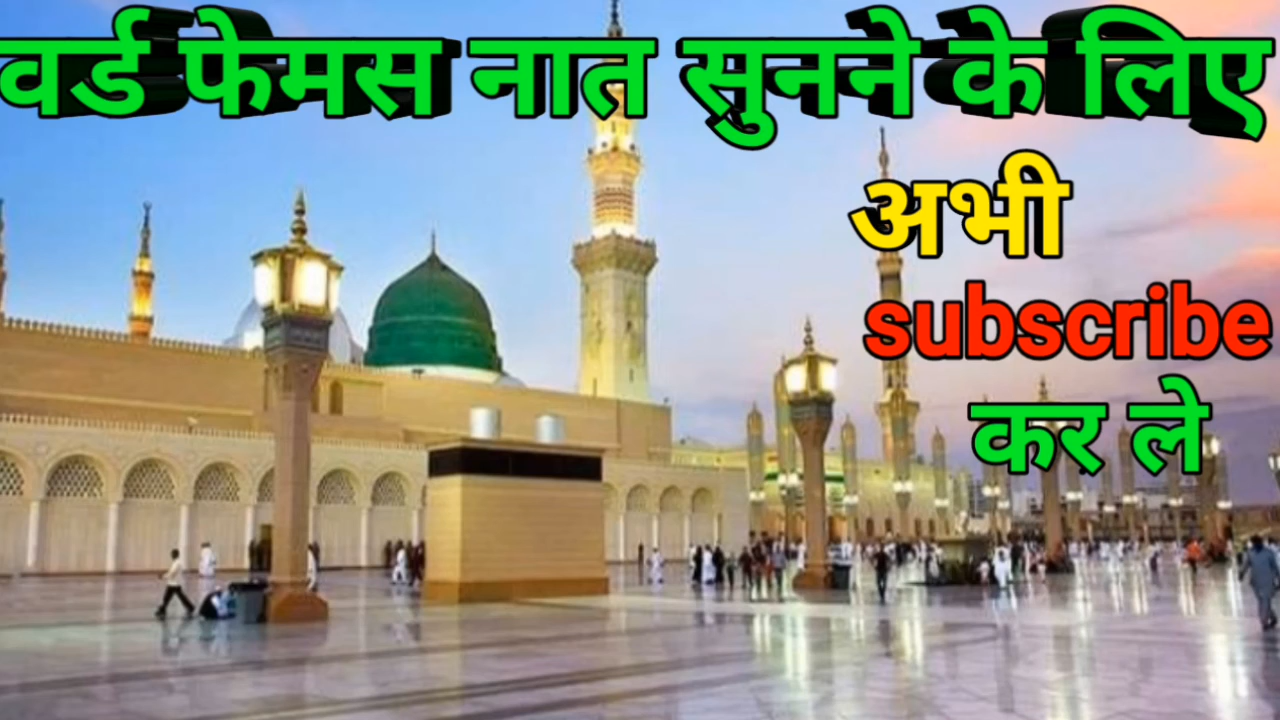 वर्ड फेमस नात सुनने के लिए
अभी
subscribe
कर ले